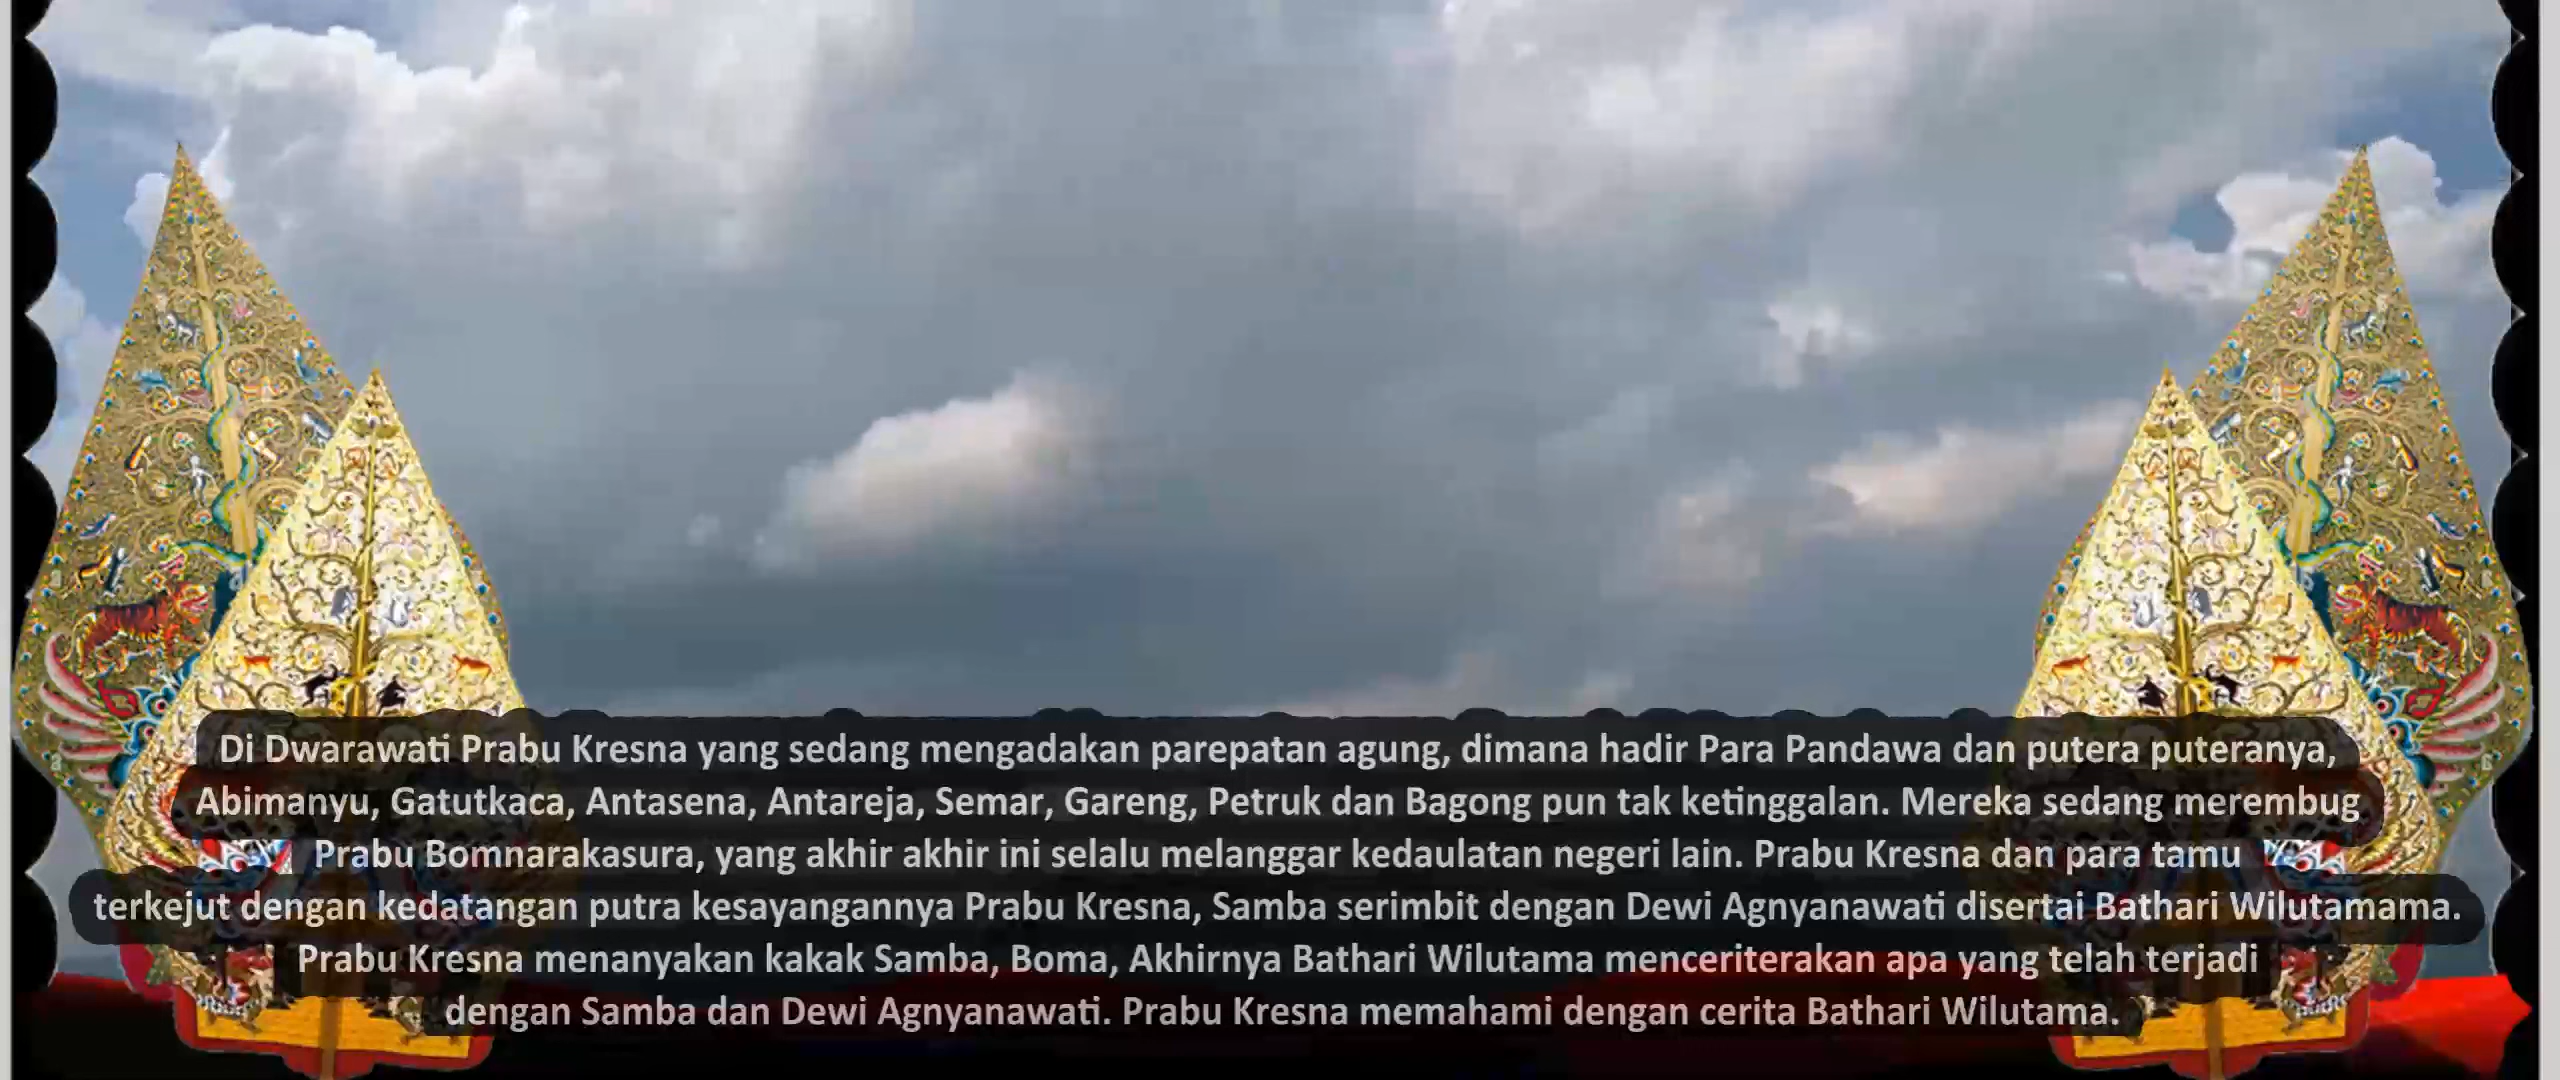 Di Dwarawati Prabu Kresna yang sedang mengadakan parepatan agung, dimana hadir Para Pandawa dan putera puteranya,
Abimanyu, Gatutkaca, Antasena, Antareja, Semar, Gareng, Petruk dan Bagong pun tak ketinggalan. Mereka sedang merembug
Prabu Bomnarakasura, yang akhir akhir ini selalu melanggar kedaulatan negeri lain. Prabu Kresna dan para tamu
terkejut dengan kedatangan putra kesayangannya Prabu Kresna, Samba serimbit dengan Dewi Agnyanawati disertai Bathari Wilutamama.
Prabu Kresna menanyakan kakak Samba, Boma, Akhirnya Bathari Wilutama menceriterakan apa yang telah terjadi
dengan Samba dan Dewi Agnyanawati. Prabu Kresna memahami dengan cerita Bathari Wilutama.